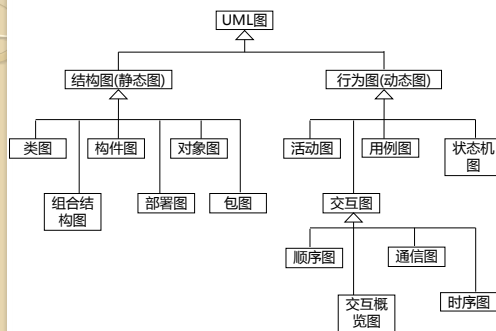 UML图
结构图(静态图)
行为图(动态图)
类图
构件图
对象图
活动图
用例图
状态机
图
组合结
构图
部署图
包图
交互图
顺序图
通信图
交互概
览图
时序图